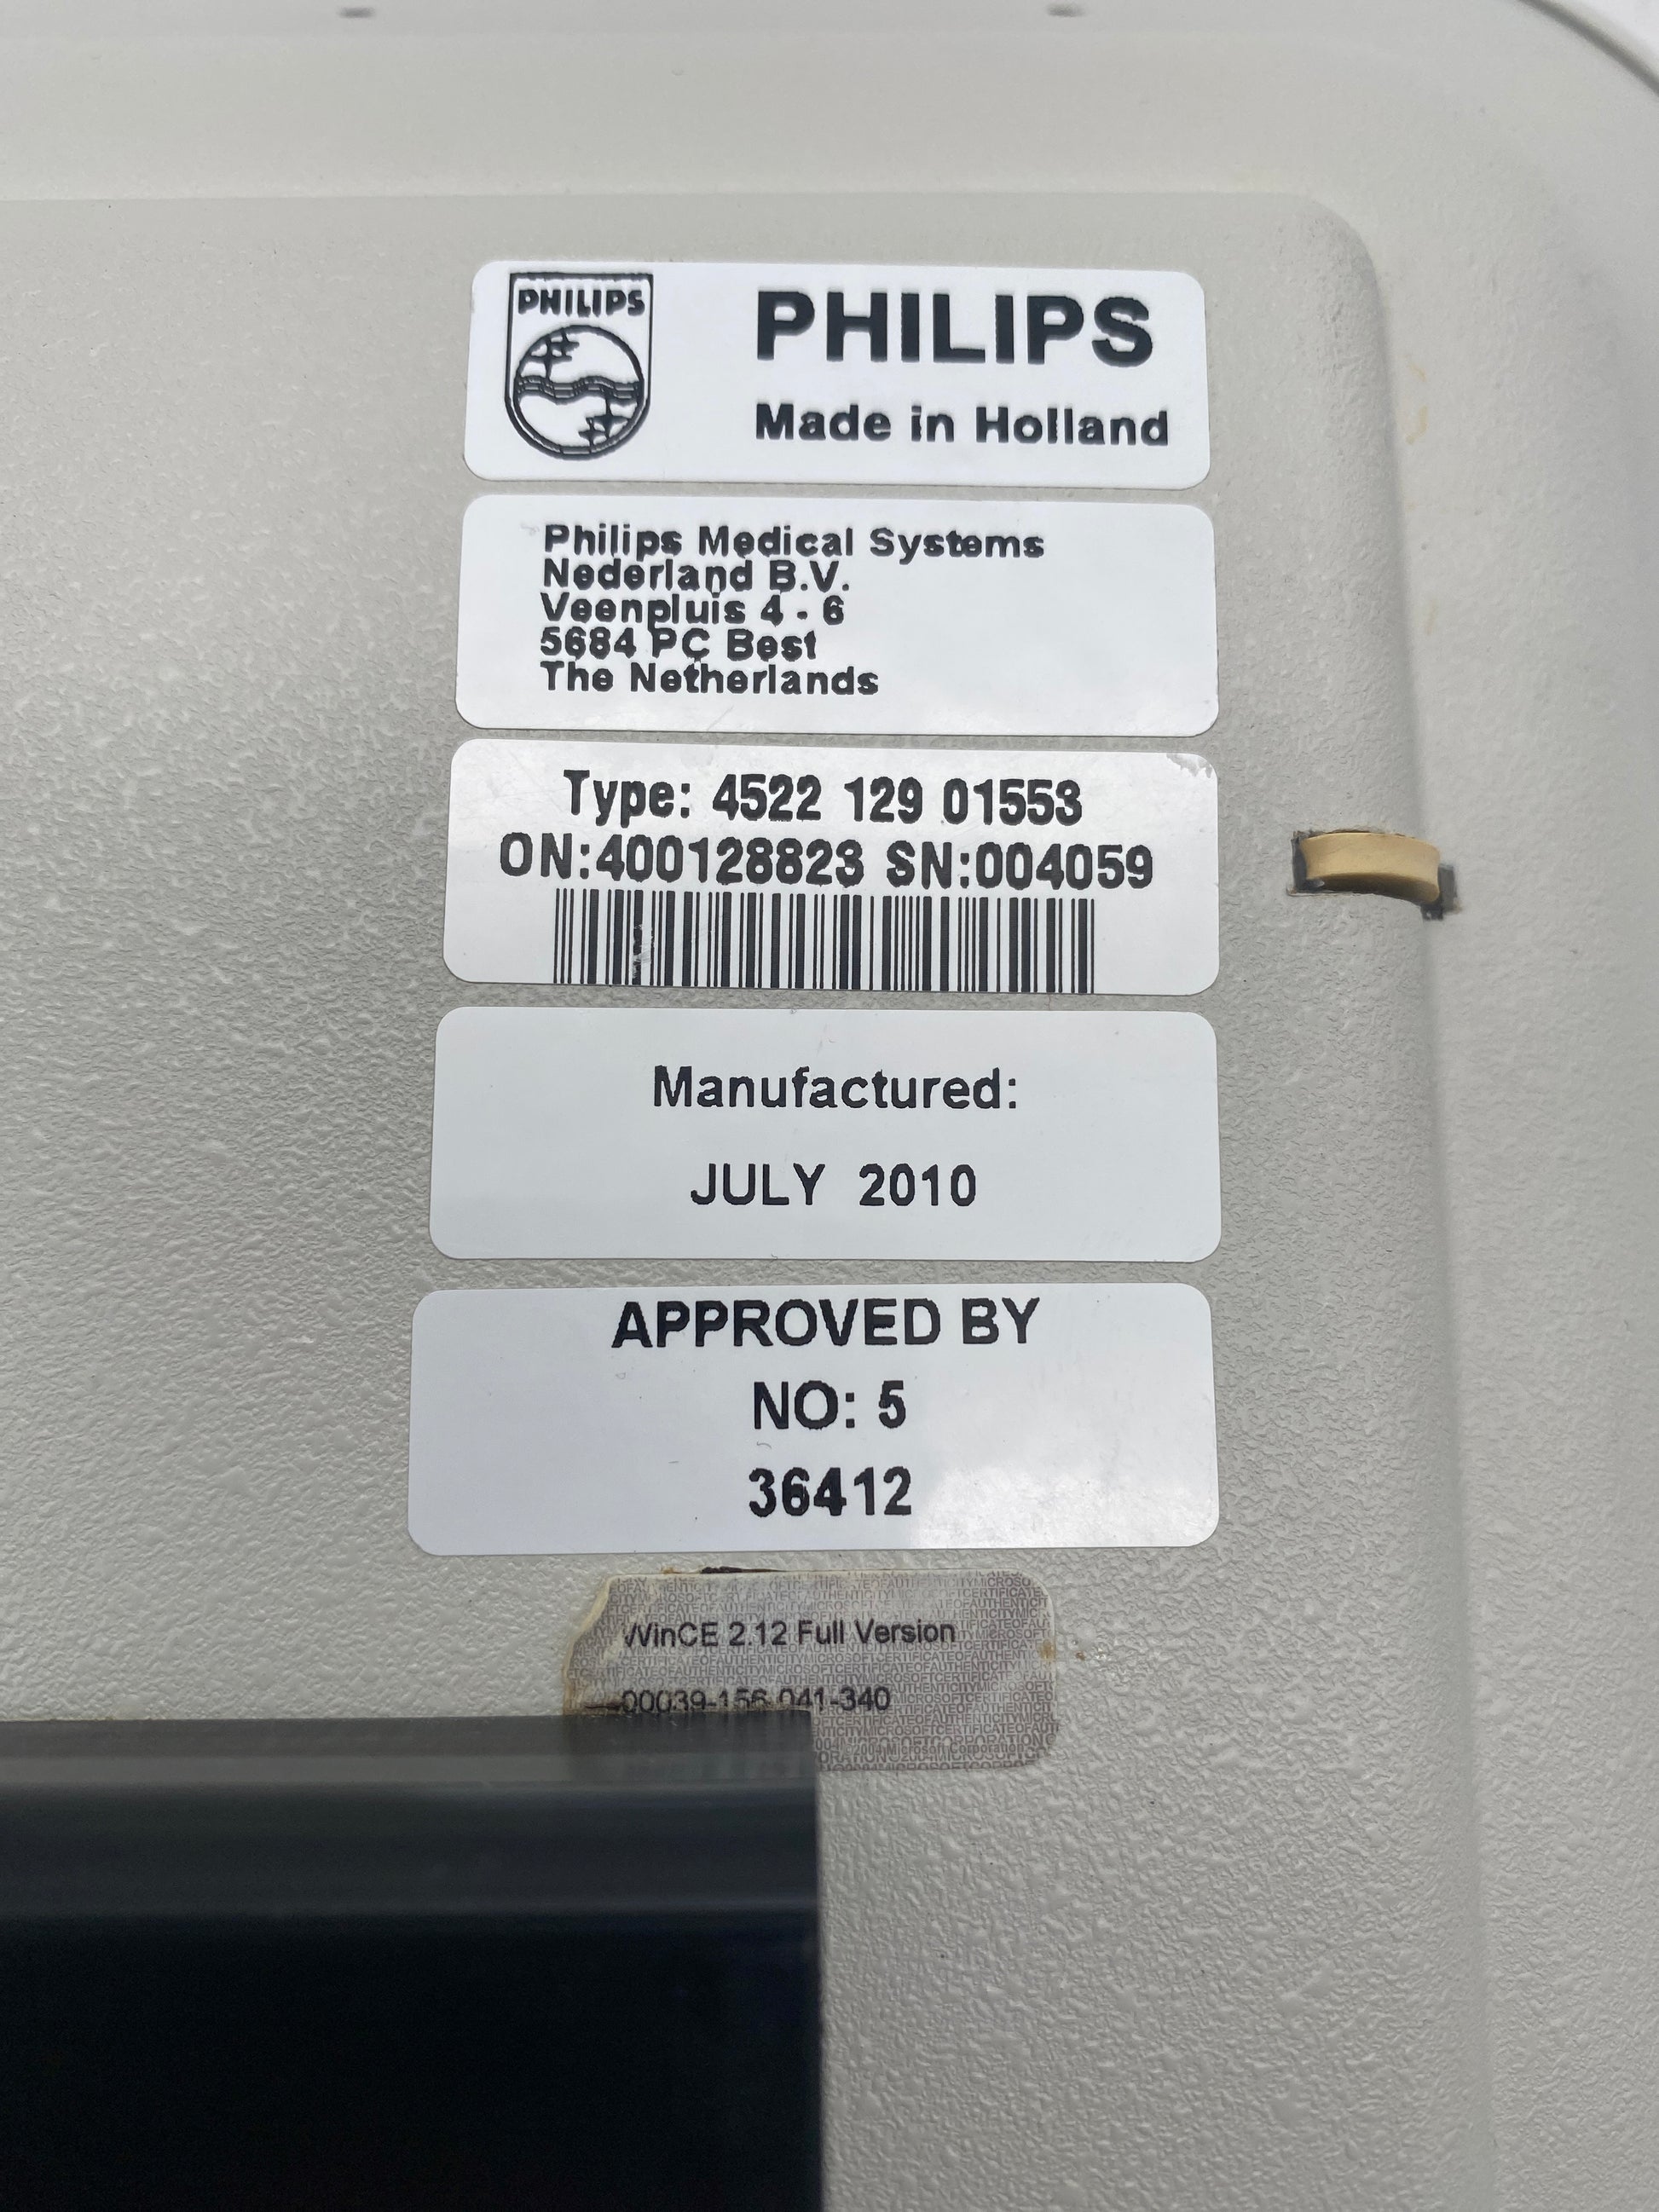 PHILIPS
PHILIPS
Made in Holland
Philips Medical Systems
Nederland B.V.
Veenpluis 4 - 6
5684 PC Best
The Netherlands
Type: 4522 129 01553
ON:400128823 SN:004059
Manufactured:
JULY 2010
APPROVED BY
NO: 5
36412
WinCE 2.12 Full Version
00039-156-041-340
Microsoft Corporation